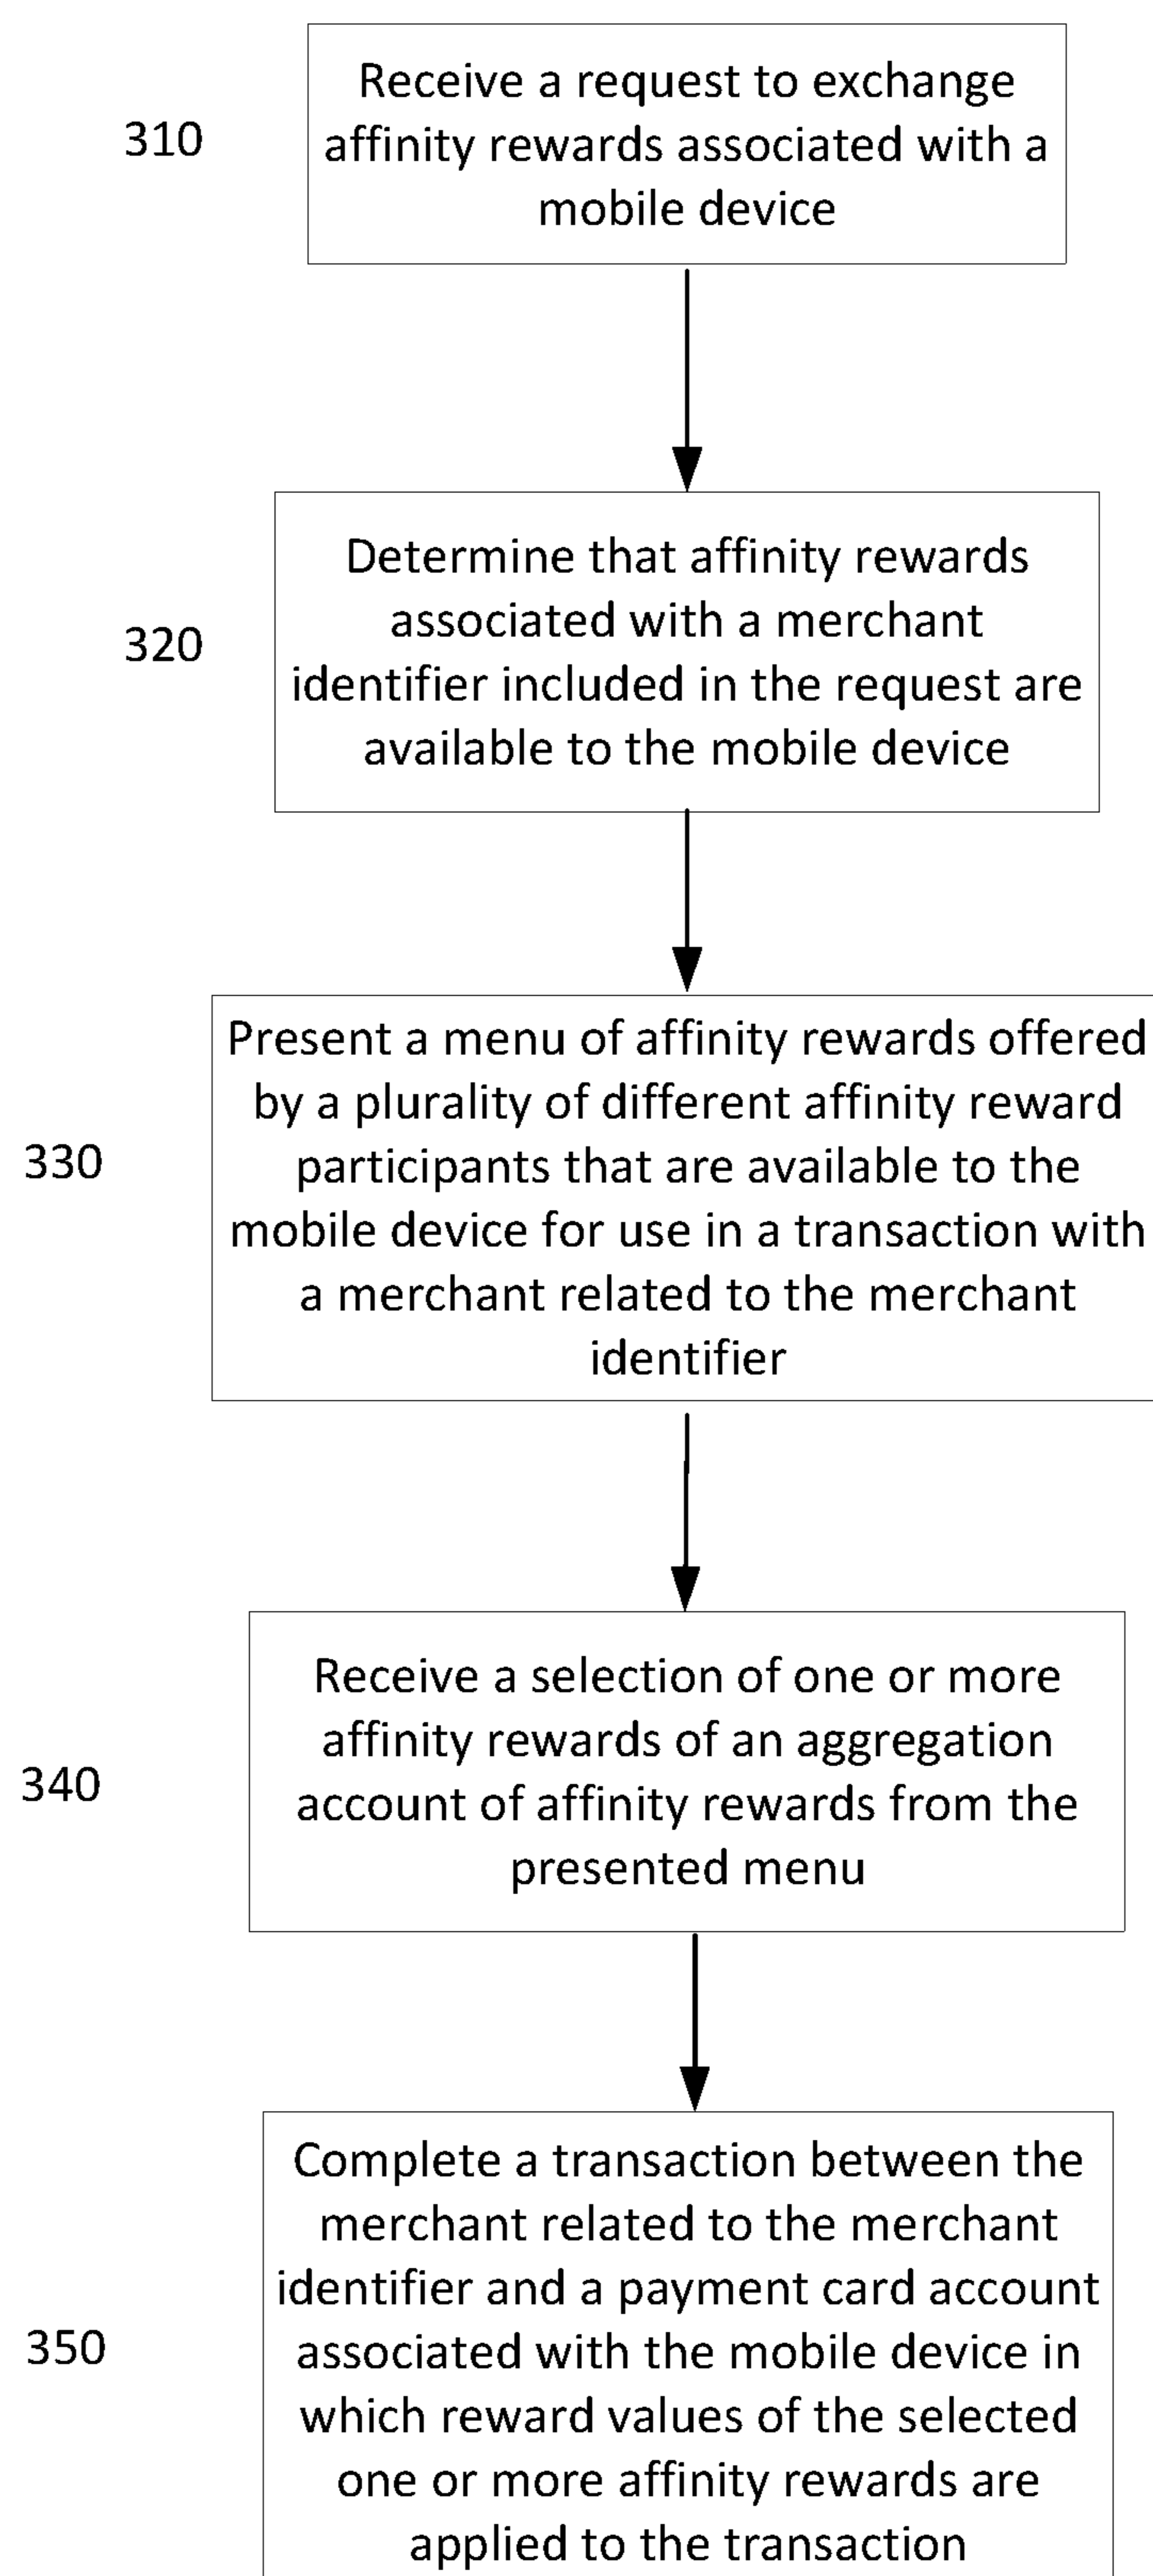 Receive a request to exchange
310
affinity rewards associated with a
mobile device
Determine that affinity rewards
associated with a merchant
320
identifier included in the request are
available to the mobile device
Present a menu of affinity rewards offered
by a plurality of different affinity reward
330
participants that are available to the
mobile device for use in a transaction with
a merchant related to the merchant
identifier
Receive a selection of one or more
affinity rewards of an aggregation
340
account of affinity rewards from the
presented menu
Complete a transaction between the
merchant related to the merchant
identifier and a payment card account
350
associated with the mobile device in
which reward values of the selected
one or more affinity rewards are
applied to the transaction